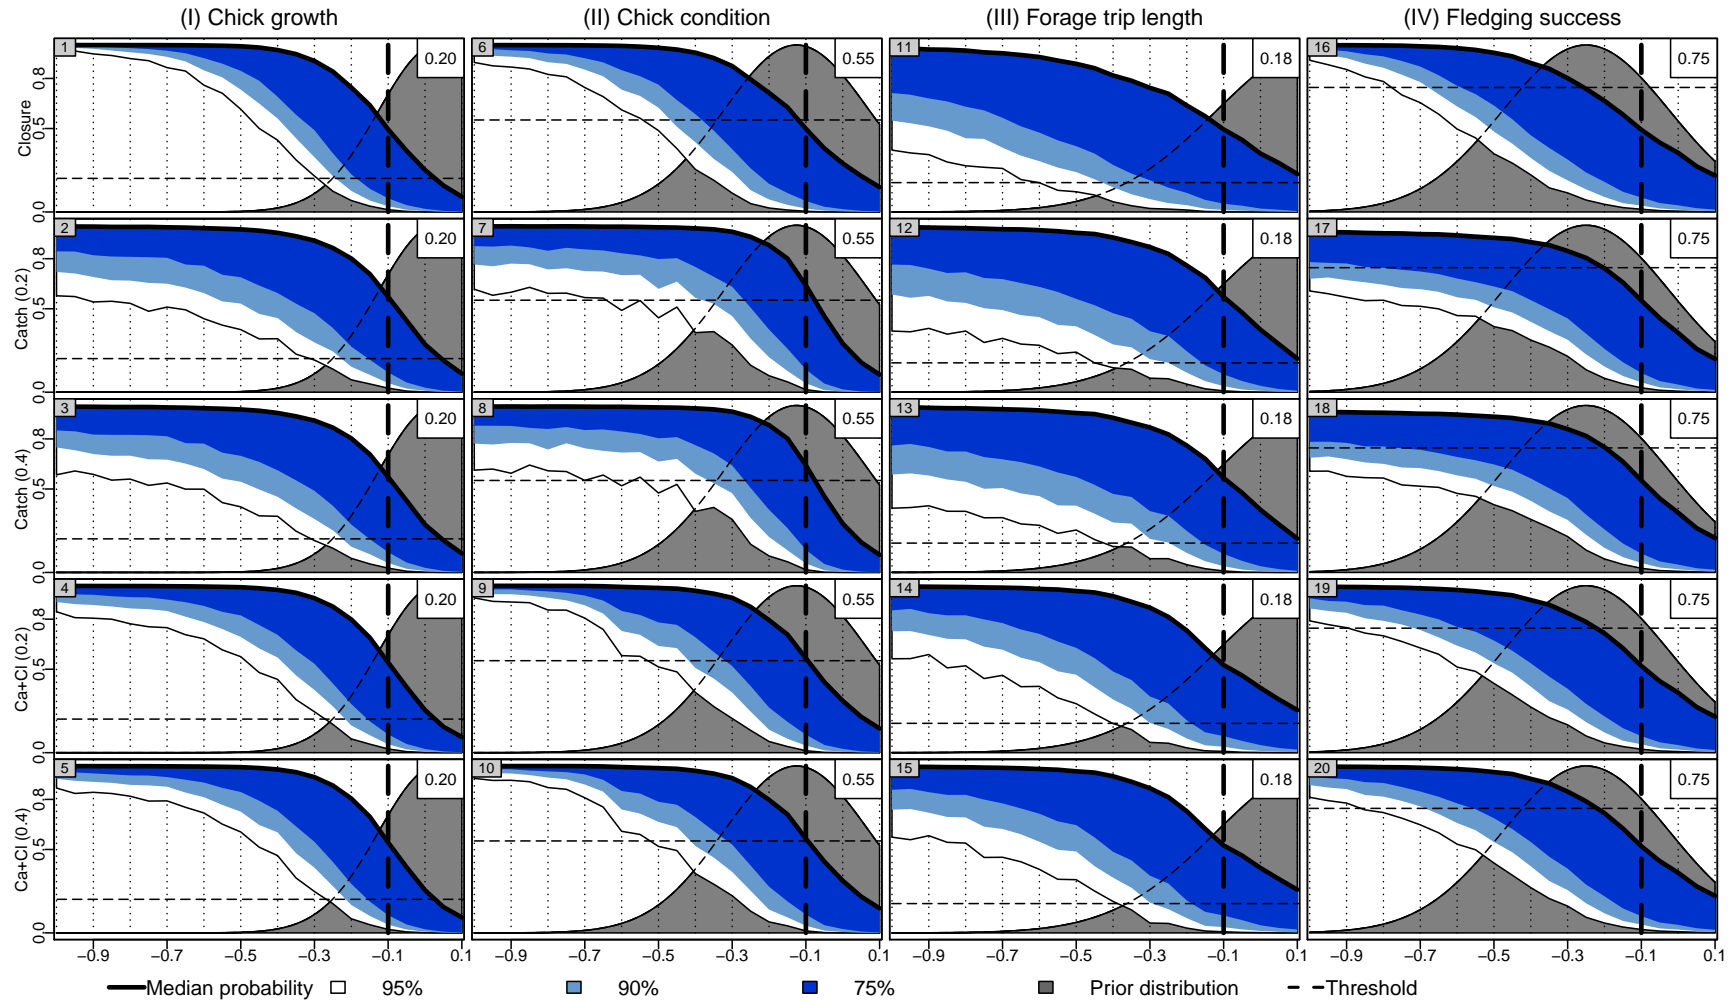 (I) Chick growth (II) Chick condition (III) Forage trip length (IV) Fledging success
Closure 0.0 0.5 0.8 1 0.20 6 0.55 11 0.18 16 0.75
Catch (0.2) 0.0 0.5 0.8 2 0.20 7 0.55 12 0.18 17 0.75
Catch (0.4) 0.0 0.5 0.8 3 0.20 8 0.55 13 0.18 18 0.75
Ca+Cl (0.2) 0.0 0.5 0.8 4 0.20 9 0.55 14 0.18 19 0.75
Ca+Cl (0.4) 0.0 0.5 0.8 5 0.20 10 0.55 15 0.18 20 0.75
−0.9 −0.7 −0.5 −0.3 −0.1 0.1 −0.9 −0.7 −0.5 −0.3 −0.1 0.1 −0.9 −0.7 −0.5 −0.3 −0.1 0.1 −0.9 −0.7 −0.5 −0.3 −0.1 0.1
Median probability 95% 90% 75% Prior distribution Threshold